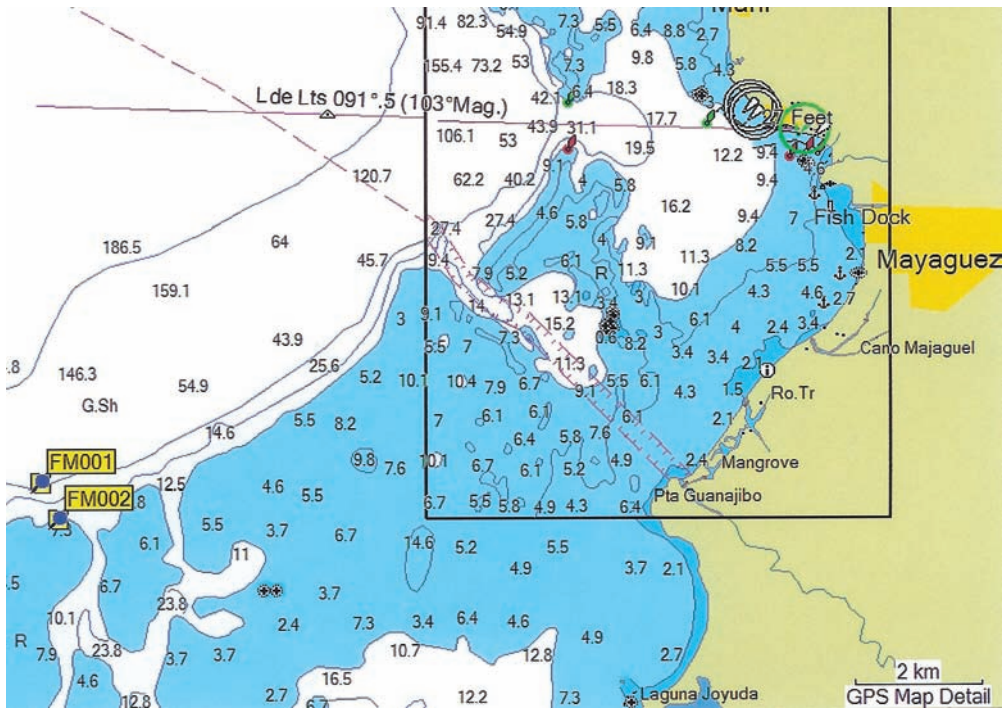 Lde Lts 091°.5 (103°Mag.)
91.4 82.3 7.3 5.5 6.4 8.8 2.7
54.9
155.4 73.2 53 7.3 9.8 5.8 4.3
42.1 6.4 18.3
27 Feet
106.1 53 43.9 31.1 19.5 17.7 12.2 9.4
120.7 62.2 40.2 9.1 4 5.8 9.4 4.6
16.2
186.5 64 27.4 27.4 4.6 5.8 4 9.1 9.4 7
Fish Dock
8.2
45.7 9.4 7.9 5.2 6.1 R 11.3 11.3 5.5 5.5
Mayaguez
159.1 14 13.1 13.1 3.4 3 10.1 4.3 4.6 2.7
3 9.1 15.2 6.1 4 2.4 3.4
43.9 5.5 7 7.3 0.6 8.2 3 3.4 3.4
Cano Majaguel
146.3 54.9 25.6 5.2 10.1 10.4 7.9 6.7 11.3 9.1 5.5 6.1 4.3 2.1 1.5
Ro.Tr
G.Sh
5.5 8.2 7 6.1 6.1 6.1 2.1
14.6 6.4 5.8 7.6
FM001
9.8 7.6 10.1 6.7 6.1 5.2 4.9 2.4
Mangrove
12.5 4.6 5.5 Pta Guanajibo
FM002
7.3 5.5 3.7 6.7 6.7 5.5 5.8 4.9 4.3 6.4
6.1 11 14.6 5.2 5.5
6.7 3.7 4.9 3.7 2.1
10.1 23.8 2.4 7.3 3.4 6.4 4.6 4.9
R
7.9 23.8 3.7 3.7 10.7 12.8 2.7
4.6 16.5
2 km
12.8 2.7 6.7 12.2 7.3 Laguna Joyuda
GPS Map Detail